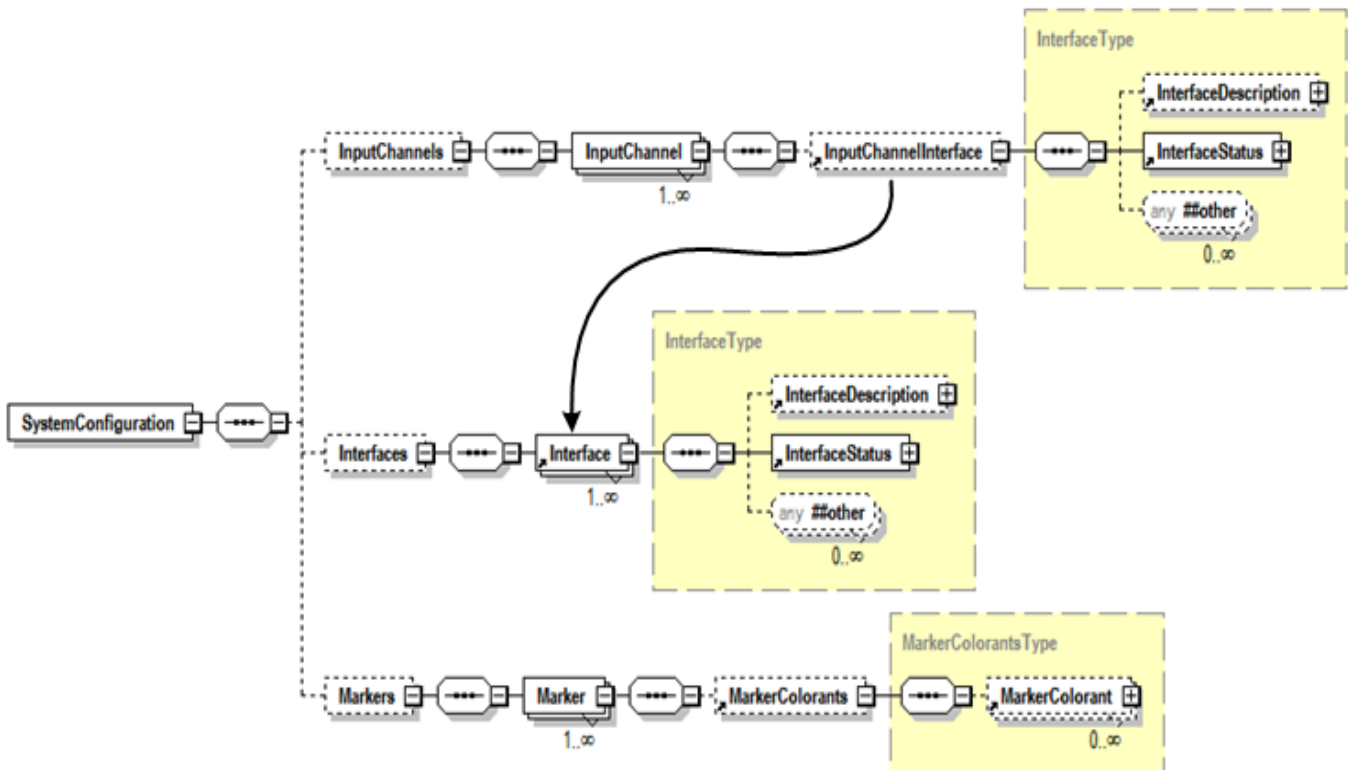 InterfaceType
InterfaceDescription
InputChannels
InputChannel
InputChannelInterface
InterfaceStatus
1..∞
any ##other
0..∞
InterfaceType
InterfaceDescription
SystemConfiguration
Interfaces
Interface
InterfaceStatus
1..∞
any ##other
0..∞
MarkerColorantsType
Markers
Marker
MarkerColorants
MarkerColorant
1..∞
0..∞